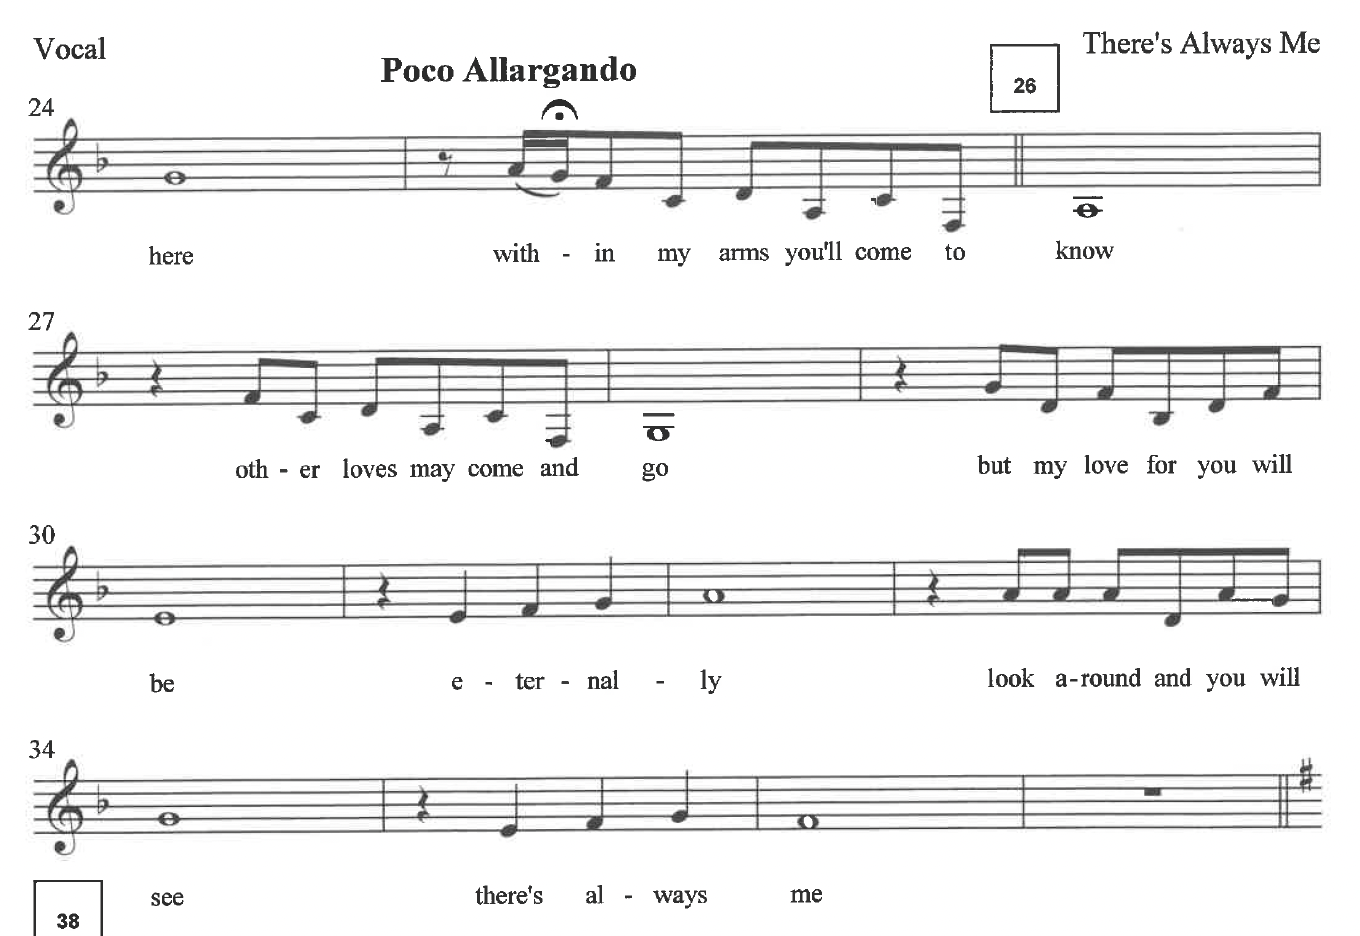 Vocal
There's Always Me
Poco Allargando
26
24
here with - in my arms you'll come to know
27
oth - er loves may come and go but my love for you will
30
be e - ter - nal - ly look a-round and you will
34
see there's al - ways me
38